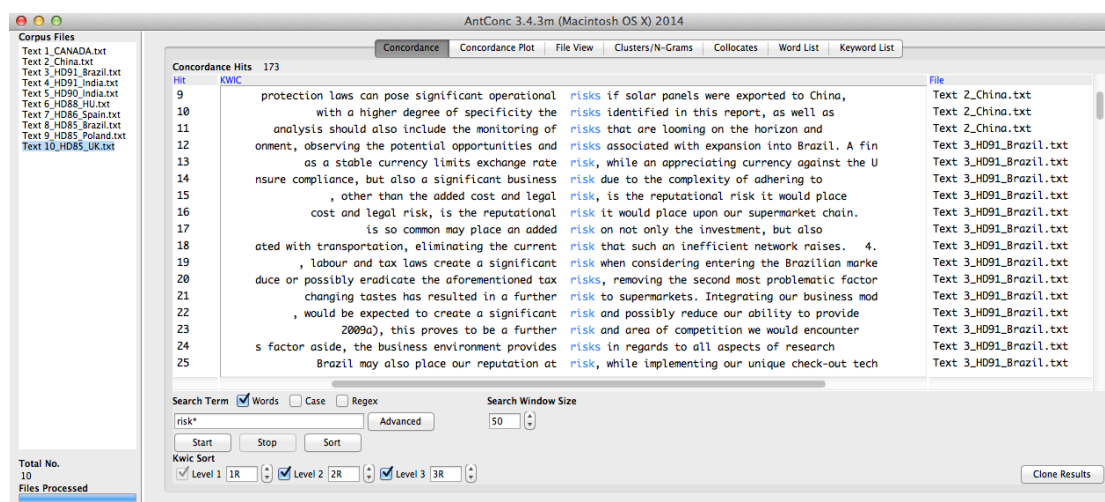 AntConc 3.4.3m (Macintosh OS X) 2014
Corpus Files
Text 1_CANADA.txt
Text 2_China.txt
Text 3_HD91_Brazil.txt
Text 4_HD91_India.txt
Text 5_HD90_India.txt
Text 6_HD88_HU.txt
Text 7_HD86_Spain.txt
Text 8_HD85_Brazil.txt
Text 9_HD85_Poland.txt
Text 10_HD85_UK.txt
Concordance Concordance Plot File View Clusters/N-Grams Collocates Word List Keyword List
Concordance Hits 173
Hit KWIC File
9 protection laws can pose significant operational risks if solar panels were exported to China, Text 2_China.txt
10 with a higher degree of specificity the risks identified in this report, as well as Text 2_China.txt
11 analysis should also include the monitoring of risks that are looming on the horizon and Text 2_China.txt
12 onment, observing the potential opportunities and risks associated with expansion into Brazil. A fin Text 3_HD91_Brazil.txt
13 as a stable currency limits exchange rate risk, while an appreciating currency against the U Text 3_HD91_Brazil.txt
14 nsure compliance, but also a significant business risk due to the complexity of adhering to Text 3_HD91_Brazil.txt
15 , other than the added cost and legal risk, is the reputational risk it would place Text 3_HD91_Brazil.txt
16 cost and legal risk, is the reputational risk it would place upon our supermarket chain. Text 3_HD91_Brazil.txt
17 is so common may place an added risk on not only the investment, but also Text 3_HD91_Brazil.txt
18 ated with transportation, eliminating the current risk that such an inefficient network raises. 4. Text 3_HD91_Brazil.txt
19 , labour and tax laws create a significant risk when considering entering the Brazilian marke Text 3_HD91_Brazil.txt
20 duce or possibly eradicate the aforementioned tax risks, removing the second most problematic factor Text 3_HD91_Brazil.txt
21 changing tastes has resulted in a further risk to supermarkets. Integrating our business mod Text 3_HD91_Brazil.txt
22 , would be expected to create a significant risk and possibly reduce our ability to provide Text 3_HD91_Brazil.txt
23 2009a), this proves to be a further risk and area of competition we would encounter Text 3_HD91_Brazil.txt
24 s factor aside, the business environment provides risks in regards to all aspects of research Text 3_HD91_Brazil.txt
25 Brazil may also place our reputation at risk, while implementing our unique check-out tech Text 3_HD91_Brazil.txt
Search Term Words Case Regex Search Window Size
risk* Advanced 50
Start Stop Sort
Kwic Sort
Level 1 1R Level 2 2R Level 3 3R Clone Results
Total No.
10
Files Processed